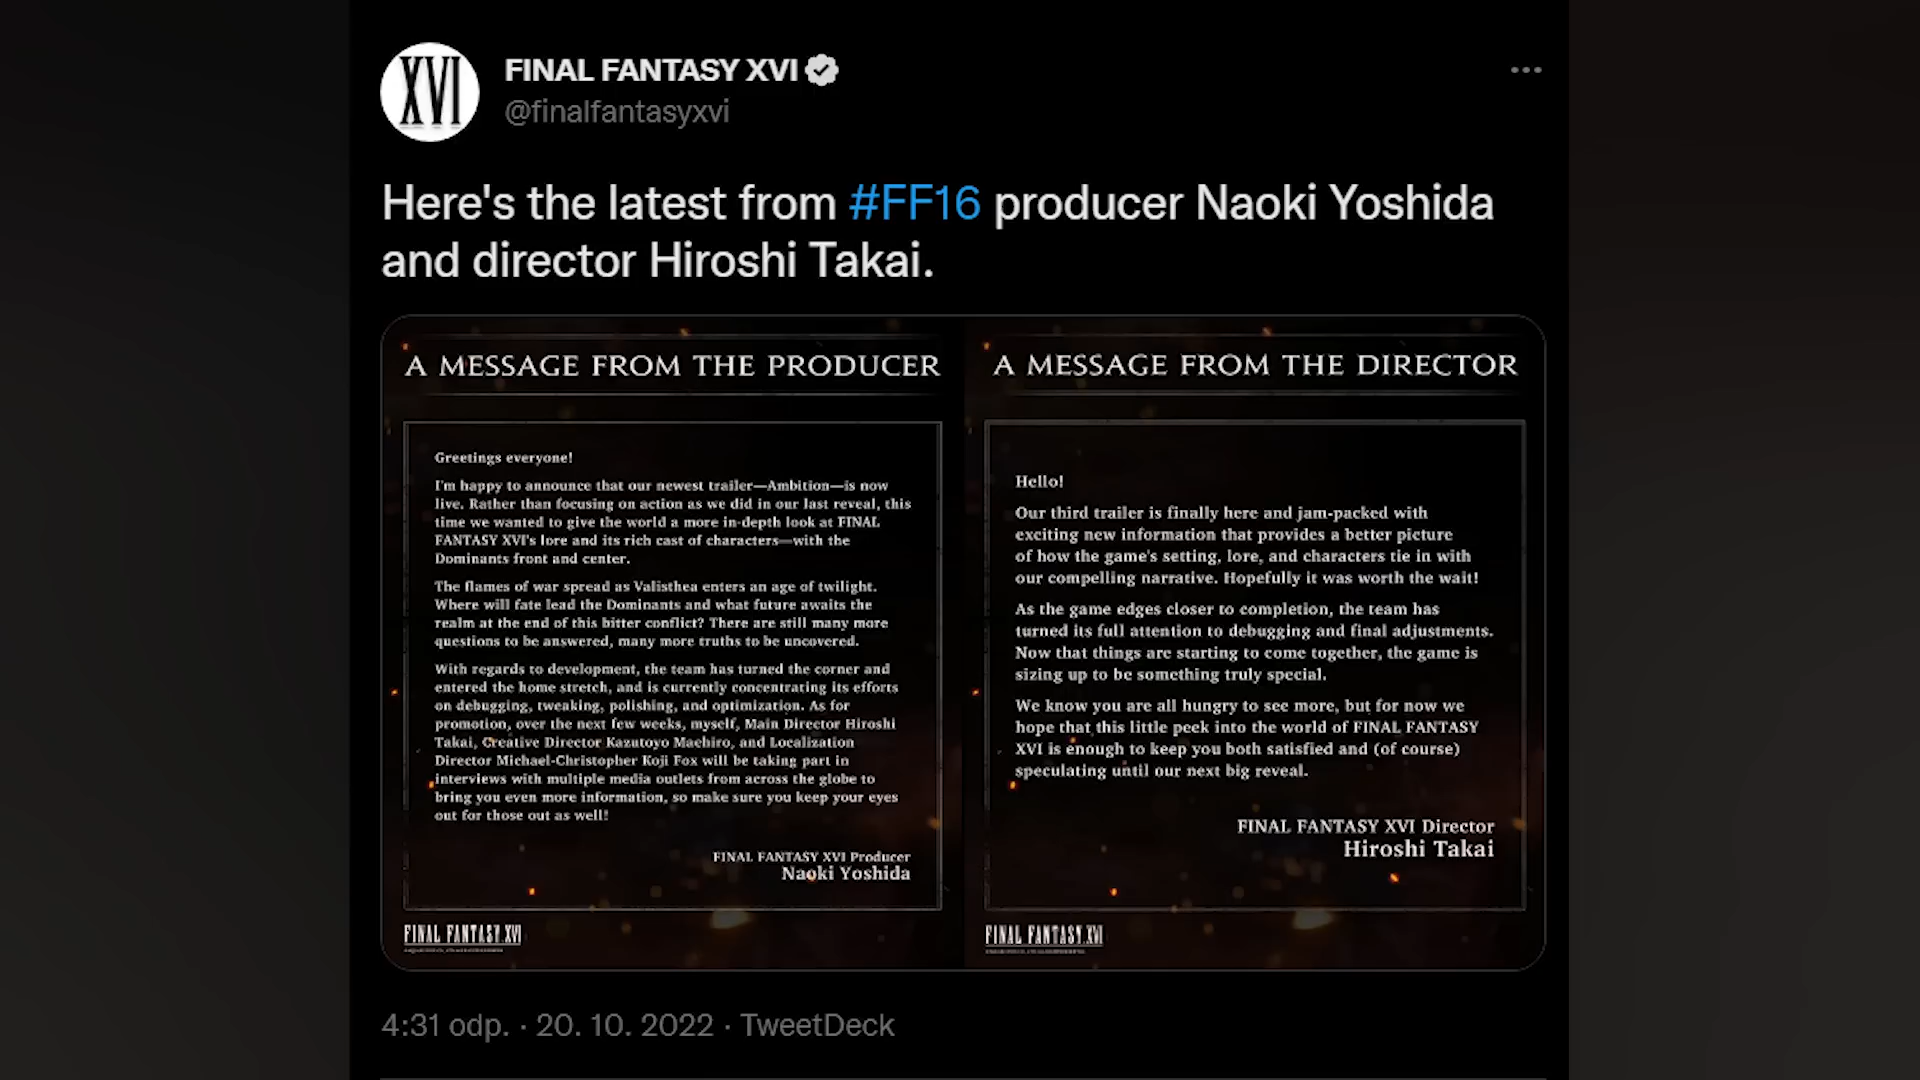 XVI
FINAL FANTASY XVI
@finalfantasyxvi
Here's the latest from #FF16 producer Naoki Yoshida
and director Hiroshi Takai.
A MESSAGE FROM THE PRODUCER
Greetings everyone!
I'm happy to announce that our newest trailer—Ambition—is now
live. Rather than focusing on action as we did in our last reveal, this
time we wanted to give the world a more in-depth look at FINAL
FANTASY XVI's lore and its rich cast of characters—with the
Dominants front and center.
The flames of war spread as Valisthea enters an age of twilight.
Where will fate lead the Dominants and what future awaits the
realm at the end of this bitter conflict? There are still many more
questions to be answered, many more truths to be uncovered.
With regards to development, the team has turned the corner and
entered the home stretch, and is currently concentrating its efforts
on debugging, tweaking, polishing, and optimization. As for
promotion, over the next few weeks, myself, Main Director Hiroshi
Takai, Creative Director Kazutoyo Maehiro, and Localization
Director Michael-Christopher Koji Fox will be taking part in
interviews with multiple media outlets from across the globe to
bring you even more information, so make sure you keep your eyes
out for those out as well!
FINAL FANTASY XVI Producer
Naoki Yoshida
FINAL FANTASY XVI
A MESSAGE FROM THE DIRECTOR
Hello!
Our third trailer is finally here and jam-packed with
exciting new information that provides a better picture
of how the game's setting, lore, and characters tie in with
our compelling narrative. Hopefully it was worth the wait!
As the game edges closer to completion, the team has
turned its full attention to debugging and final adjustments.
Now that things are starting to come together, the game is
sizing up to be something truly special.
We know you are all hungry to see more, but for now we
hope that this little peek into the world of FINAL FANTASY
XVI is enough to keep you both satisfied and (of course)
speculating until our next big reveal.
FINAL FANTASY XVI Director
Hiroshi Takai
FINAL FANTASY XVI
4:31 odp. · 20. 10. 2022 · TweetDeck